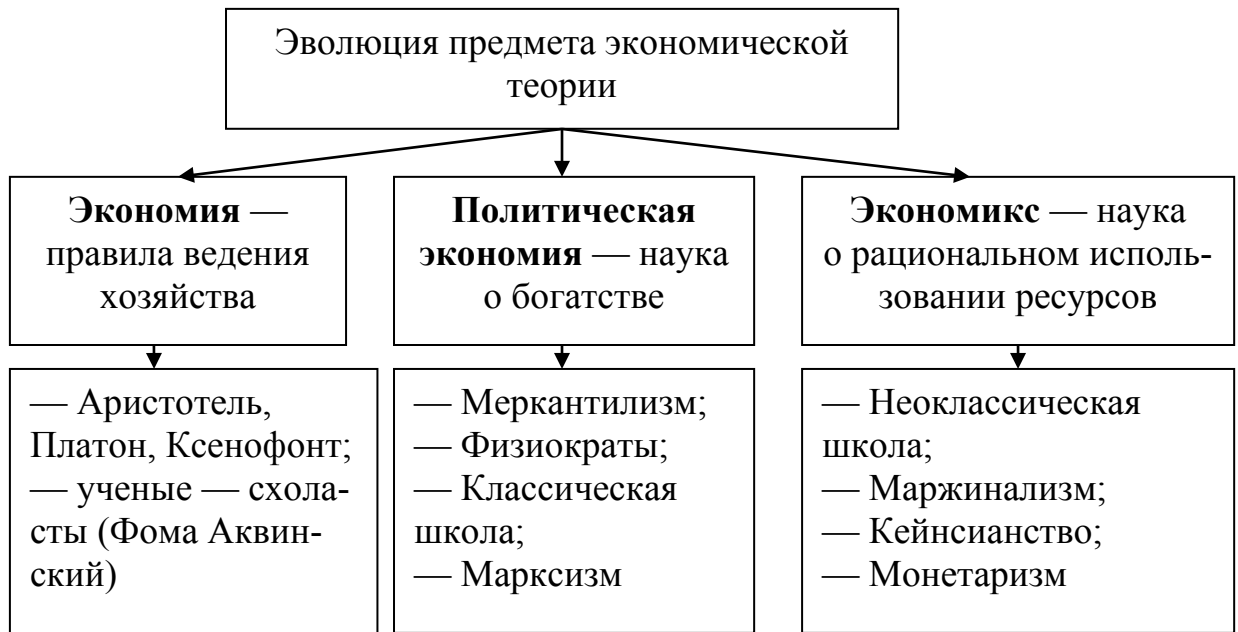 Эволюция предмета экономической
теории
Экономия —
правила ведения
хозяйства
Политическая
экономия — наука
о богатстве
Экономикс — наука
о рациональном исполь-
зовании ресурсов
— Аристотель,
Платон, Ксенофонт;
— ученые — схола-
сты (Фома Аквин-
ский)
— Меркантилизм;
— Физиократы;
— Классическая
школа;
— Марксизм
— Неоклассическая
школа;
— Маржинализм;
— Кейнсианство;
— Монетаризм